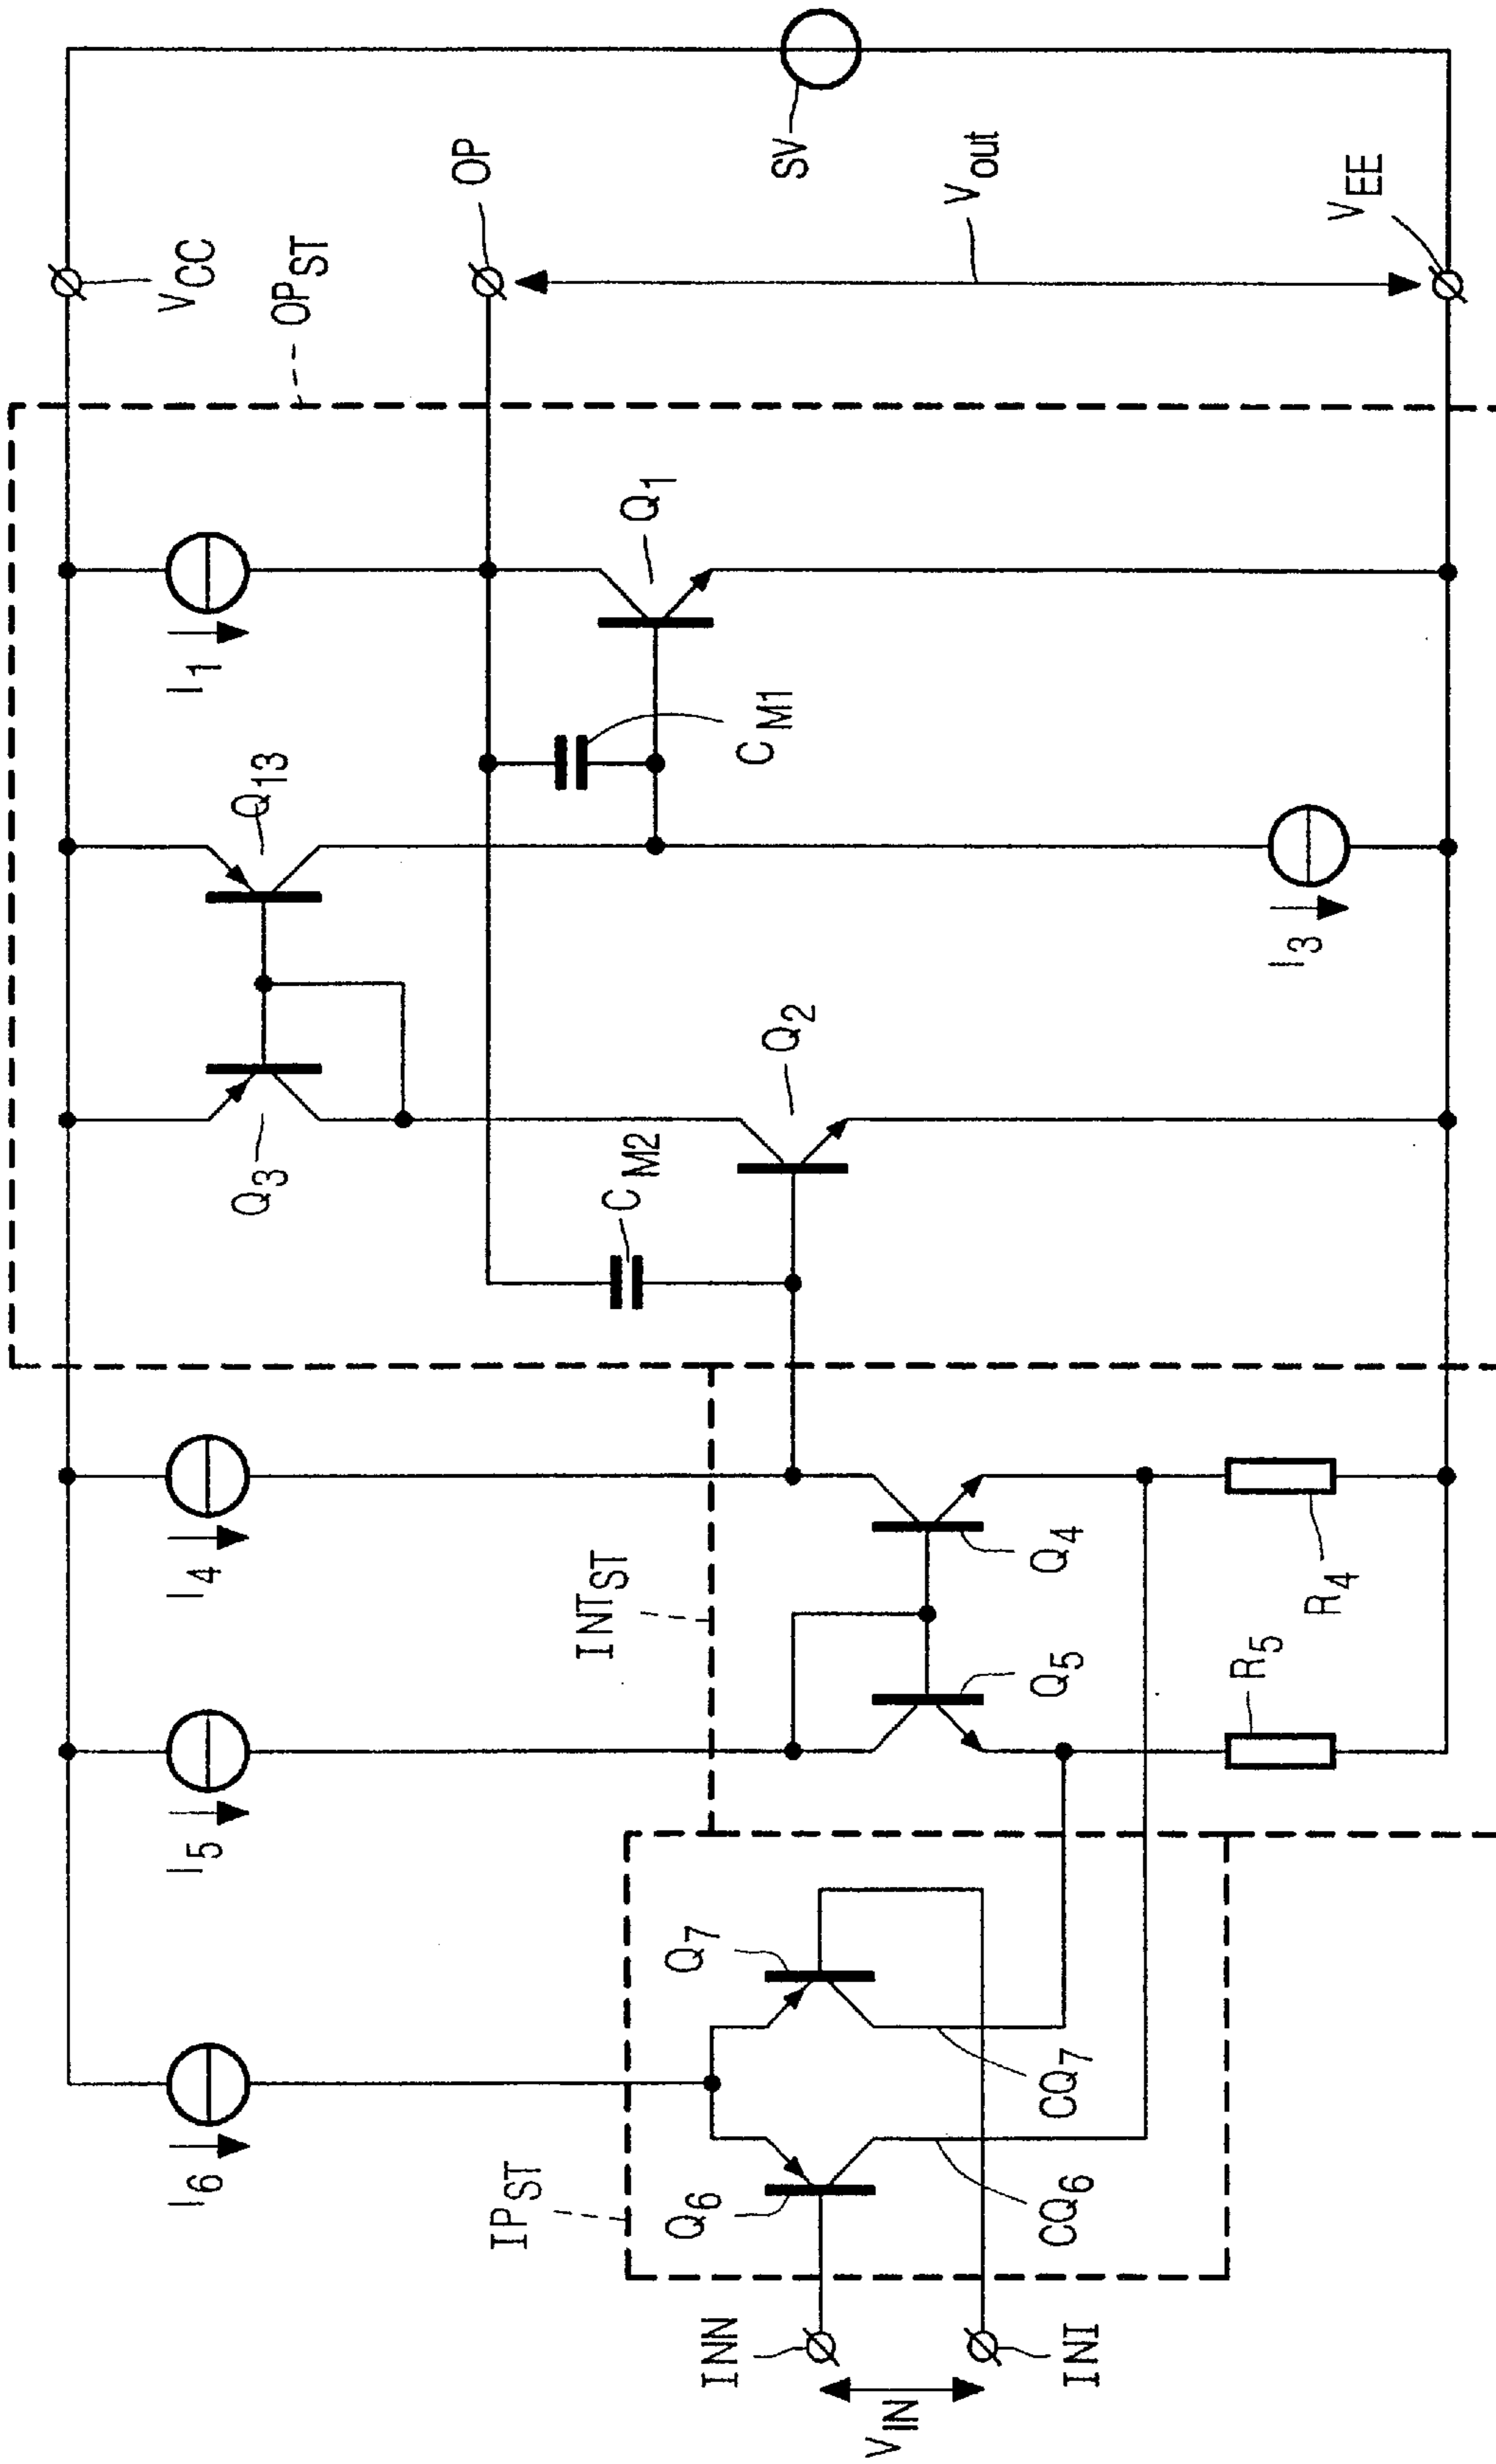 VCC
OPST
OP
SV
Vout
VEE
I1
Q1
CM1
Q13
I3
Q3
CM2
Q2
I4
INTST
Q4
R4
I5
Q5
R5
I6
IPST
Q7
CQ7
Q6
CQ6
INN
VIN
INI